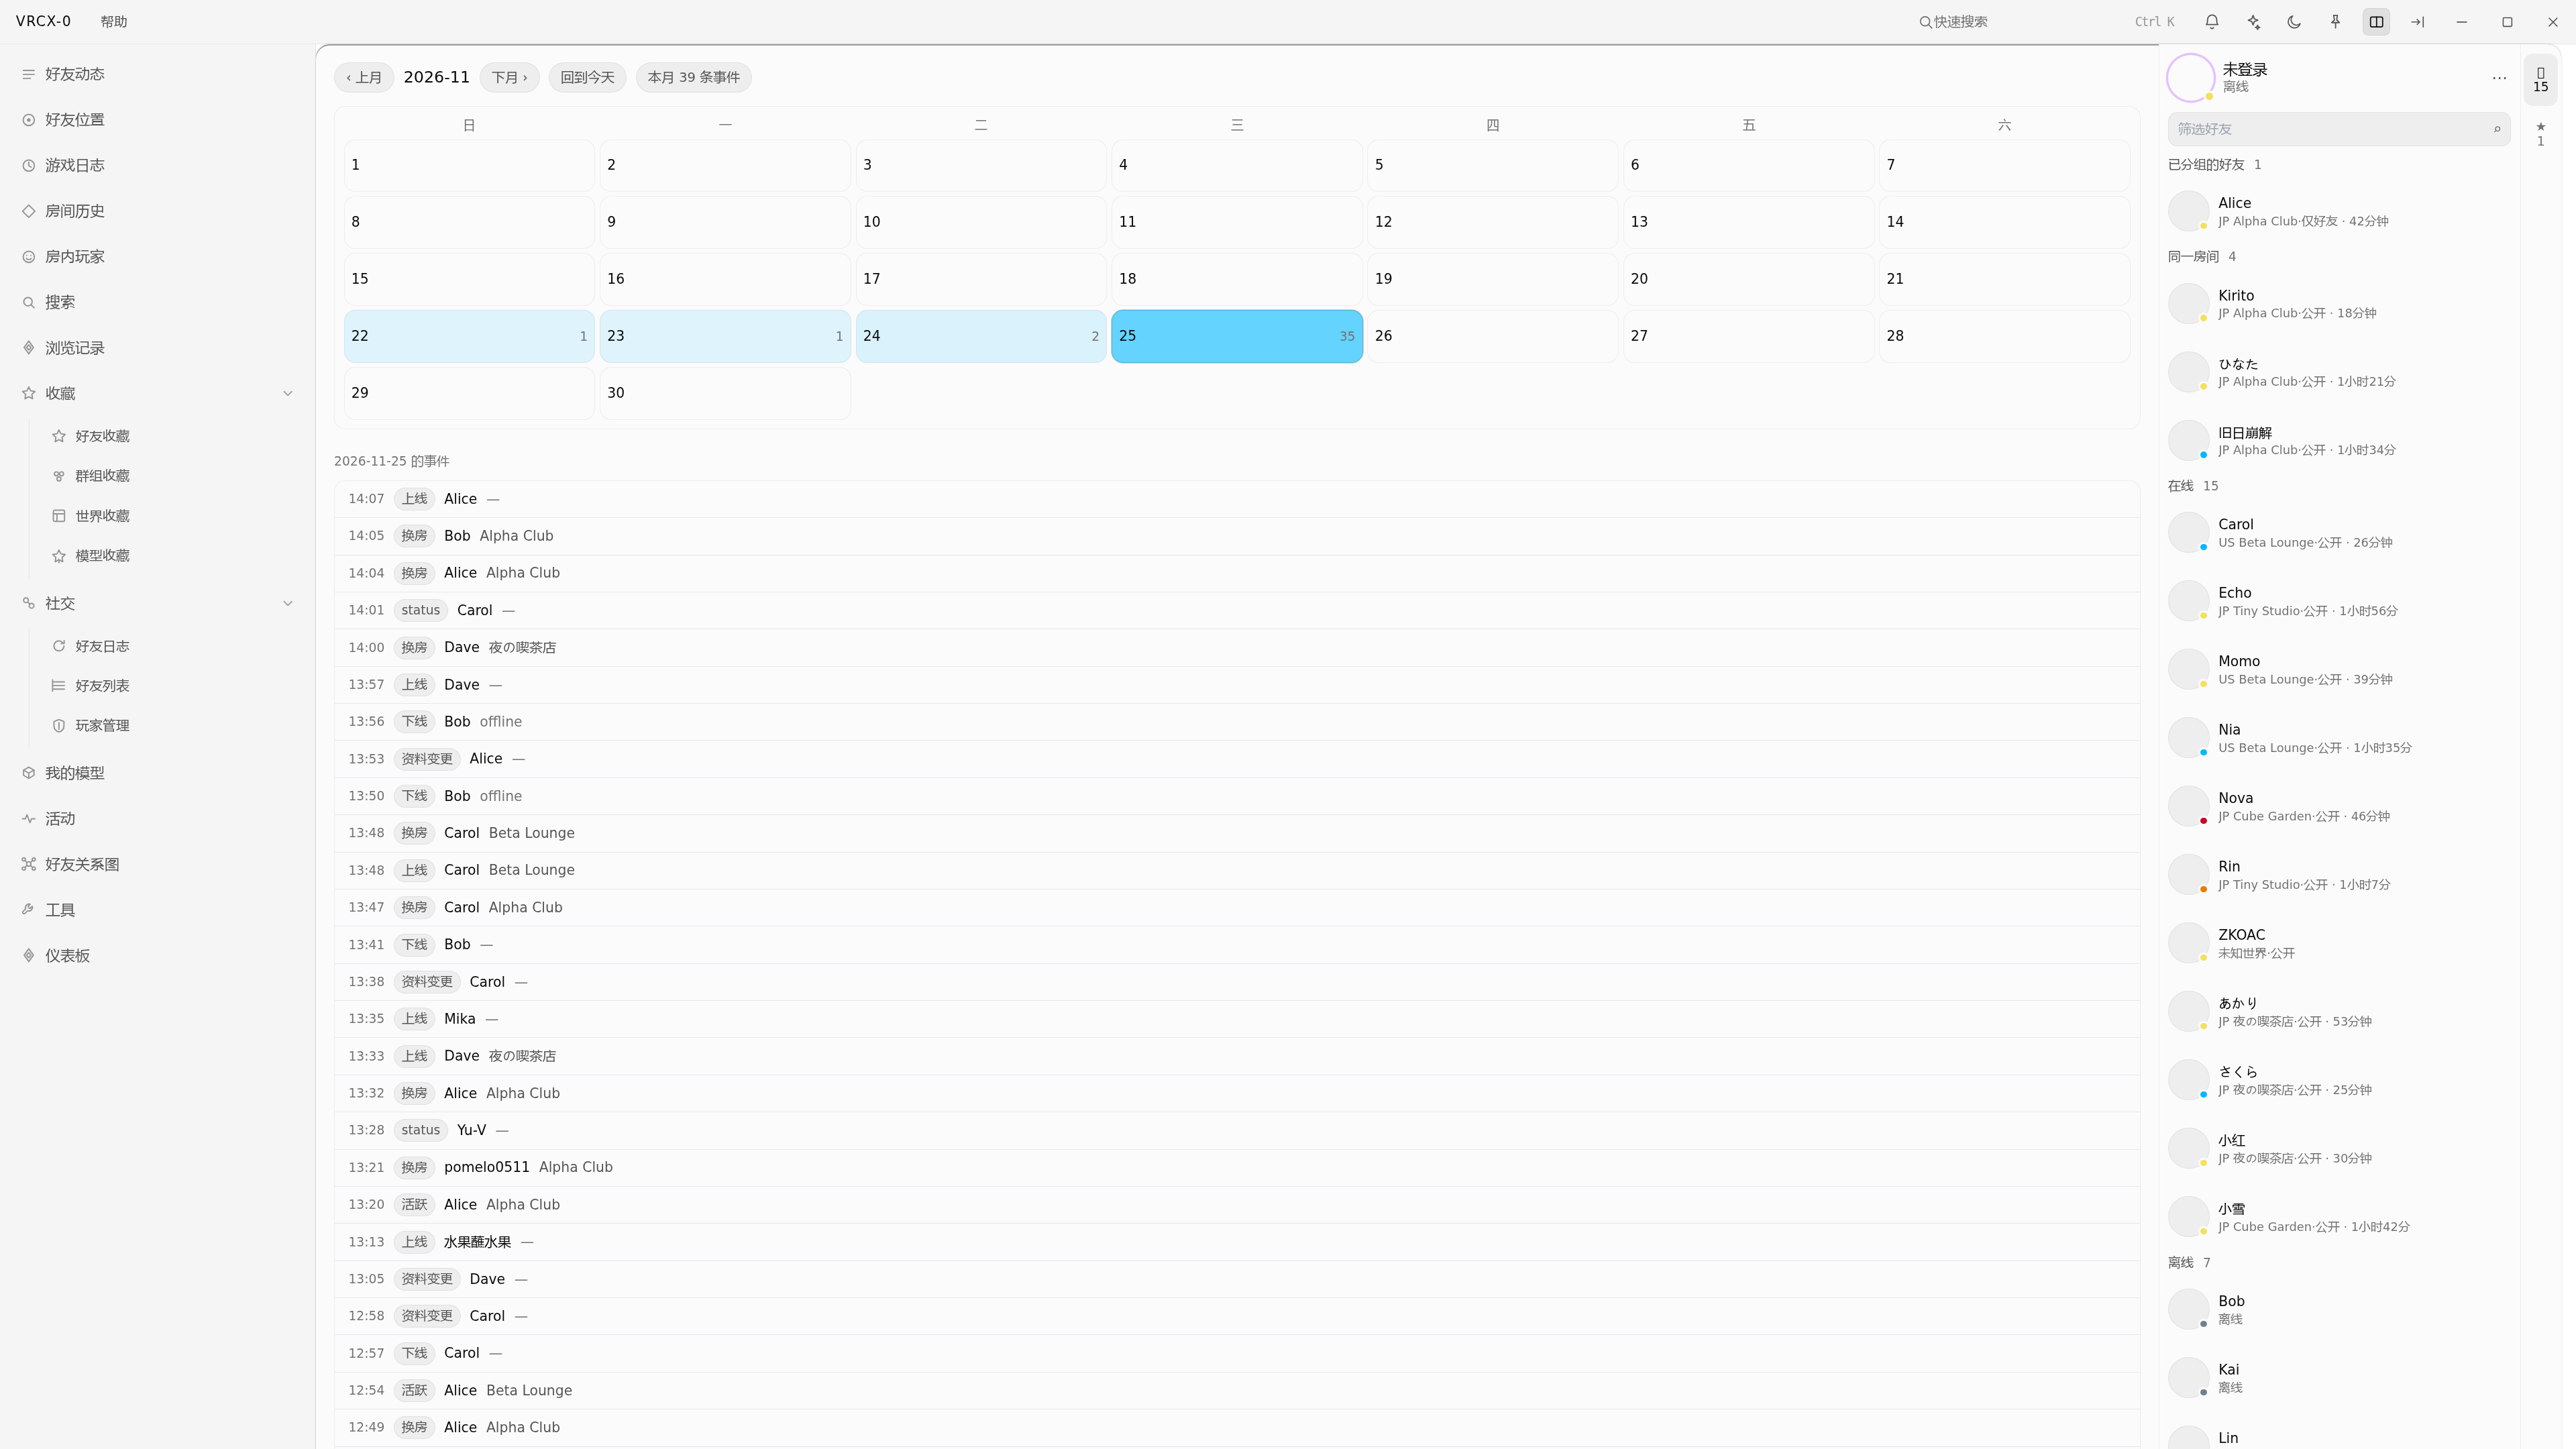 VRCX-0 帮助 快速搜索 Ctrl K
好友动态
好友位置
游戏日志
房间历史
房内玩家
搜索
浏览记录
收藏
好友收藏
群组收藏
世界收藏
模型收藏
社交
好友日志
好友列表
玩家管理
我的模型
活动
好友关系图
工具
仪表板
‹ 上月 2026-11 下月 › 回到今天 本月 39 条事件
日 一 二 三 四 五 六
1 2 3 4 5 6 7
8 9 10 11 12 13 14
15 16 17 18 19 20 21
22 1 23 1 24 2 25 35 26 27 28
29 30
2026-11-25 的事件
14:07 上线 Alice —
14:05 换房 Bob Alpha Club
14:04 换房 Alice Alpha Club
14:01 status Carol —
14:00 换房 Dave 夜の喫茶店
13:57 上线 Dave —
13:56 下线 Bob offline
13:53 资料变更 Alice —
13:50 下线 Bob offline
13:48 换房 Carol Beta Lounge
13:48 上线 Carol Beta Lounge
13:47 换房 Carol Alpha Club
13:41 下线 Bob —
13:38 资料变更 Carol —
13:35 上线 Mika —
13:33 上线 Dave 夜の喫茶店
13:32 换房 Alice Alpha Club
13:28 status Yu-V —
13:21 换房 pomelo0511 Alpha Club
13:20 活跃 Alice Alpha Club
13:13 上线 水果蘸水果 —
13:05 资料变更 Dave —
12:58 资料变更 Carol —
12:57 下线 Carol —
12:54 活跃 Alice Beta Lounge
12:49 换房 Alice Alpha Club
未登录
离线
筛选好友
已分组的好友 1
Alice
JP Alpha Club·仅好友 · 42分钟
同一房间 4
Kirito
JP Alpha Club·公开 · 18分钟
ひなた
JP Alpha Club·公开 · 1小时21分
旧日崩解
JP Alpha Club·公开 · 1小时34分
在线 15
Carol
US Beta Lounge·公开 · 26分钟
Echo
JP Tiny Studio·公开 · 1小时56分
Momo
US Beta Lounge·公开 · 39分钟
Nia
US Beta Lounge·公开 · 1小时35分
Nova
JP Cube Garden·公开 · 46分钟
Rin
JP Tiny Studio·公开 · 1小时7分
ZKOAC
未知世界·公开
あかり
JP 夜の喫茶店·公开 · 53分钟
さくら
JP 夜の喫茶店·公开 · 25分钟
小红
JP 夜の喫茶店·公开 · 30分钟
小雪
JP Cube Garden·公开 · 1小时42分
离线 7
Bob
离线
Kai
离线
Lin
15
★
1